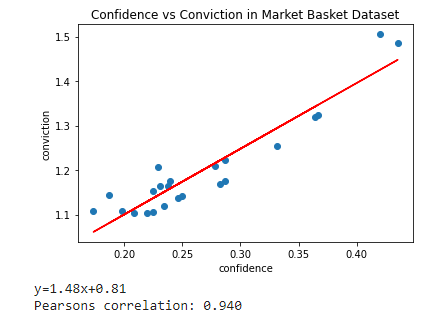 Confidence vs Conviction in Market Basket Dataset
1.5
1.4
1.3
1.2
1.1
conviction
0.20 0.25 0.30 0.35 0.40
confidence
y=1.48x+0.81
Pearsons correlation: 0.940